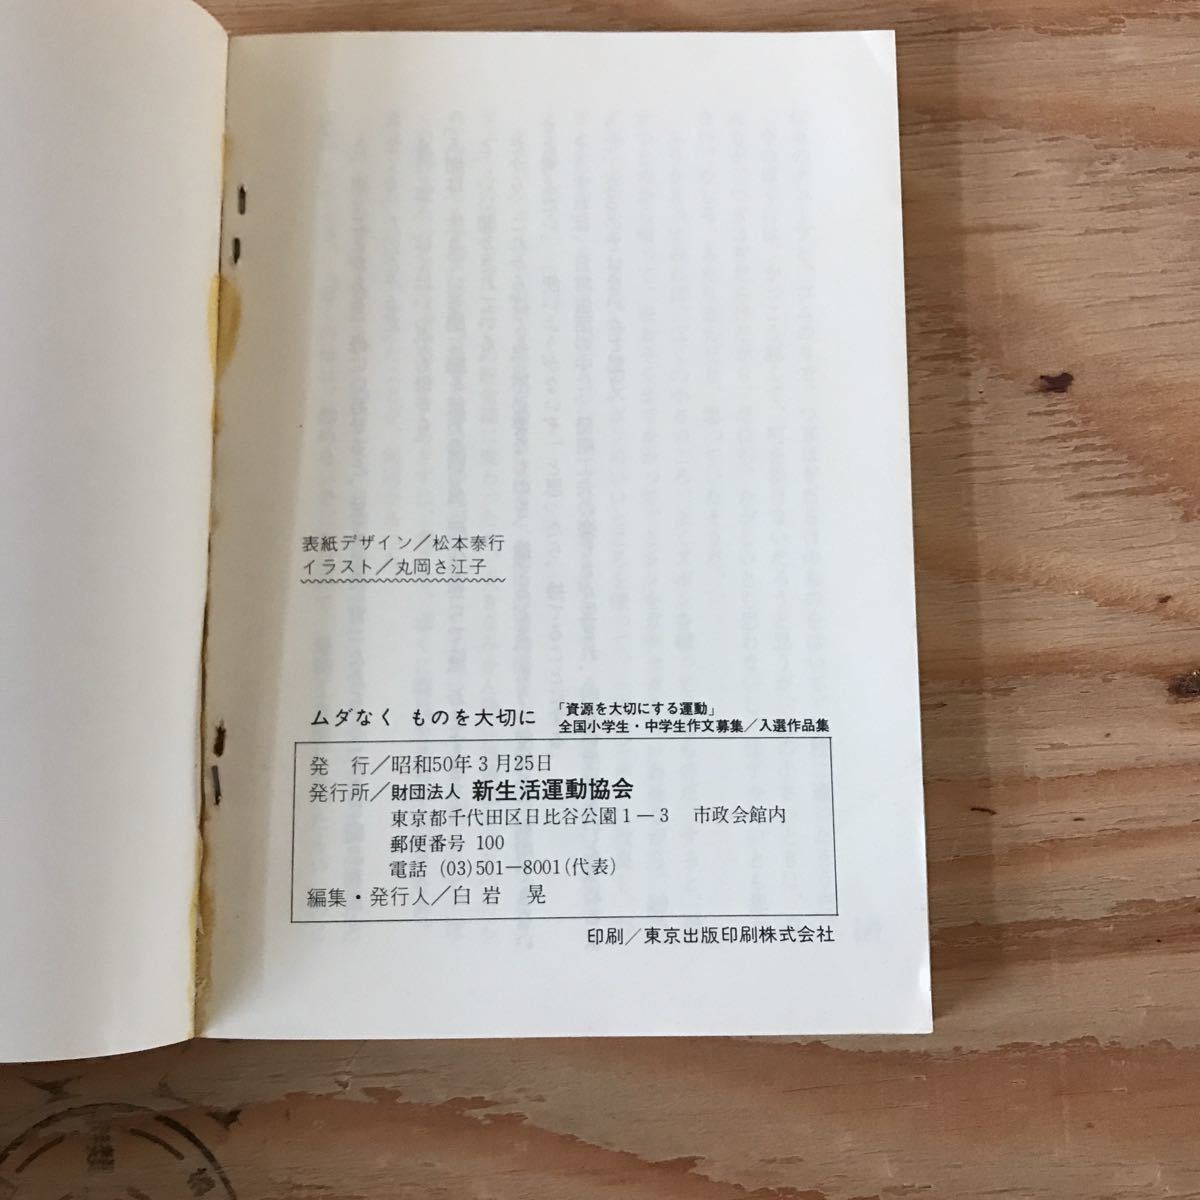 表紙デザイン／松本泰行
イラスト／丸岡さ江子
ムダなく ものを大切に 「資源を大切にする運動」
全国小学生・中学生作文募集／入選作品集
発 行／昭和50年3月25日
発行所／財団法人 新生活運動協会
東京都千代田区日比谷公園1－3 市政会館内
郵便番号 100
電話 (03)501－8001(代表)
編集・発行人／白岩 晃
印刷／東京出版印刷株式会社